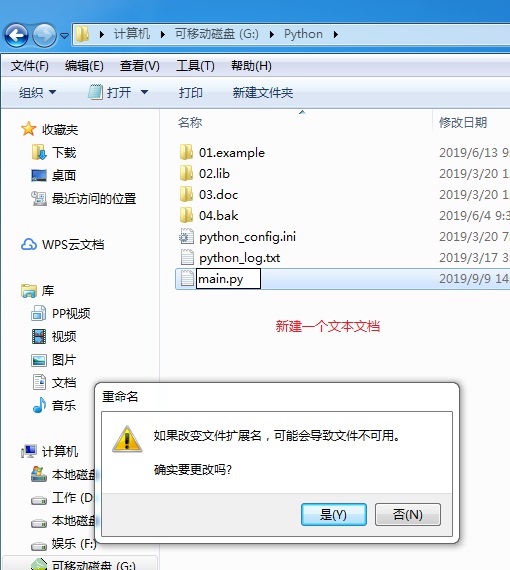 计算机 可移动磁盘 (G:) Python
文件(F) 编辑(E) 查看(V) 工具(T) 帮助(H)
组织 打开 打印 新建文件夹
收藏夹
下载
桌面
最近访问的位置
WPS云文档
库
PP视频
视频
图片
文档
音乐
计算机
本地磁盘
工作 (D
本地磁盘
娱乐 (F:)
可移动磁盘 (G:)
名称 修改日期
01.example 2019/6/13 9
02.lib 2019/3/20 1
03.doc 2019/3/20 1
04.bak 2019/6/4 9:3
python_config.ini 2019/3/20 7
python_log.txt 2019/3/17 3
main.py 2019/9/9 14
新建一个文本文档
重命名
如果改变文件扩展名，可能会导致文件不可用。
确实要更改吗?
是(Y) 否(N)